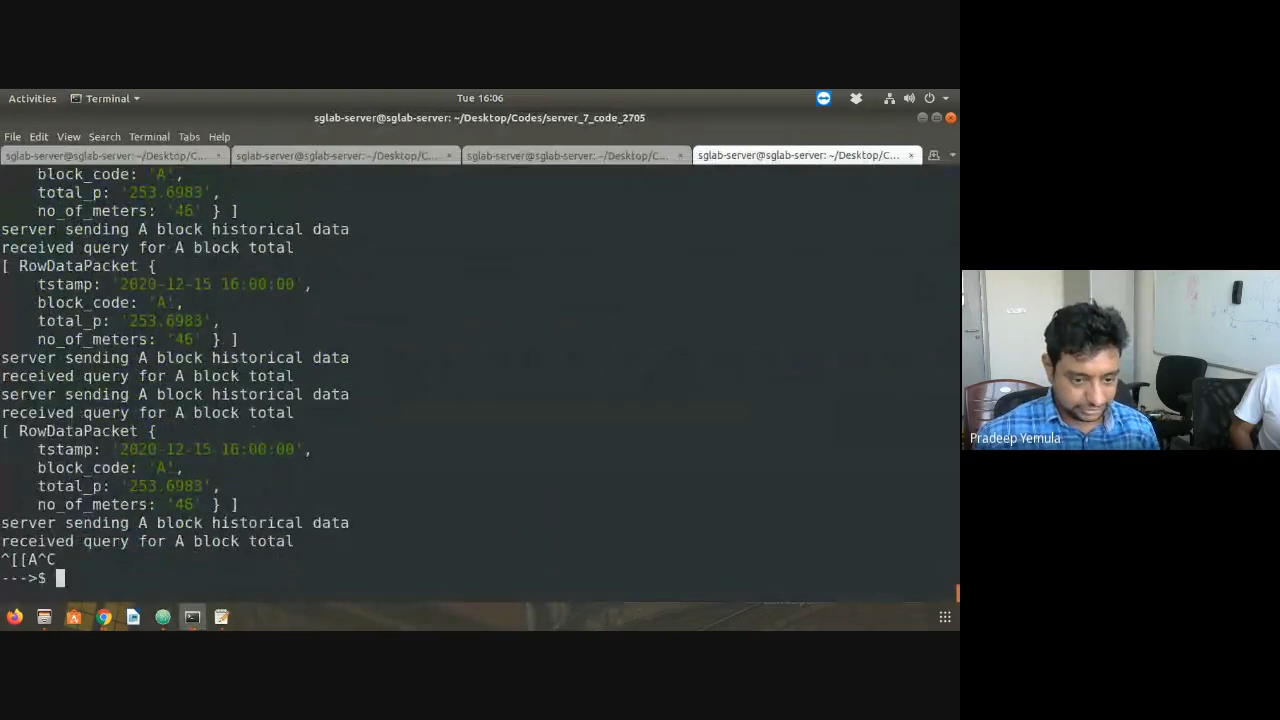 Activities Terminal Tue 16:06
sglab-server@sglab-server: ~/Desktop/Codes/server_7_code_2705
File Edit View Search Terminal Tabs Help
sglab-server@sglab-server: ~/Desktop/C... × sglab-server@sglab-server: ~/Desktop/C... × sglab-server@sglab-server: ~/Desktop/C... × sglab-server@sglab-server: ~/Desktop/C... ×
block_code: 'A',
total_p: '253.6983',
no_of_meters: '46' } ]
server sending A block historical data
received query for A block total
[ RowDataPacket {
tstamp: '2020-12-15 16:00:00',
block_code: 'A',
total_p: '253.6983',
no_of_meters: '46' } ]
server sending A block historical data
received query for A block total
server sending A block historical data
received query for A block total
[ RowDataPacket {
tstamp: '2020-12-15 16:00:00',
block_code: 'A',
total_p: '253.6983',
no_of_meters: '46' } ]
server sending A block historical data
received query for A block total
^[[A^C
--->$
Pradeep Yemula